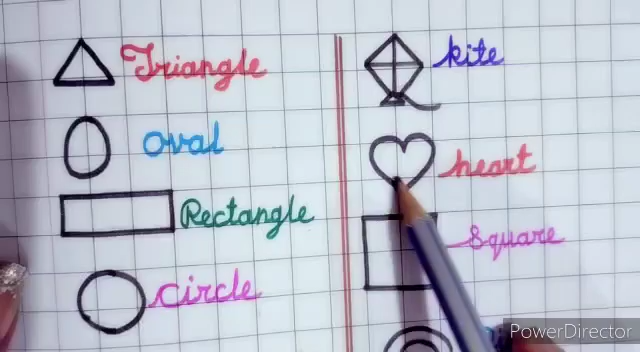 Triangle
oval
Rectangle
circle
kite
heart
Square
PowerDirector